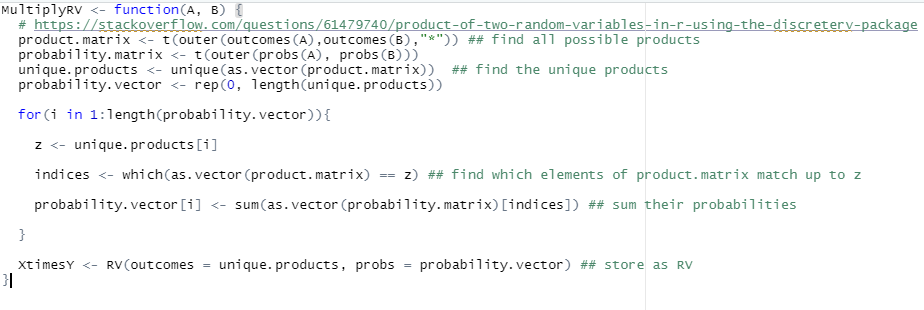 MultiplyRV <- function(A, B) {
# https://stackoverflow.com/questions/61479740/product-of-two-random-variables-in-r-using-the-discreterv-package
product.matrix <- t(outer(outcomes(A),outcomes(B),"*")) ## find all possible products
probability.matrix <- t(outer(probs(A), probs(B)))
unique.products <- unique(as.vector(product.matrix)) ## find the unique products
probability.vector <- rep(0, length(unique.products))
for(i in 1:length(probability.vector)){
z <- unique.products[i]
indices <- which(as.vector(product.matrix) == z) ## find which elements of product.matrix match up to z
probability.vector[i] <- sum(as.vector(probability.matrix)[indices]) ## sum their probabilities
}
XtimesY <- RV(outcomes = unique.products, probs = probability.vector) ## store as RV
}